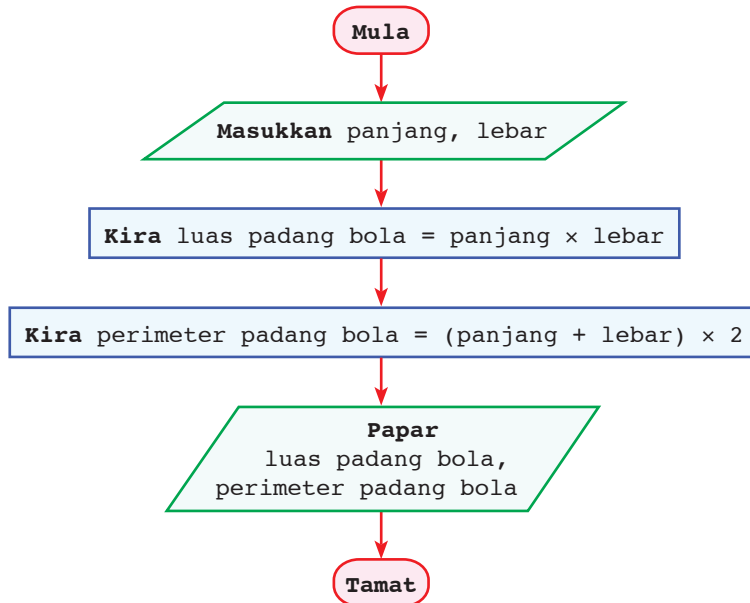 Mula
Masukkan panjang, lebar
Kira luas padang bola = panjang × lebar
Kira perimeter padang bola = (panjang + lebar) × 2
Papar
luas padang bola,
perimeter padang bola
Tamat